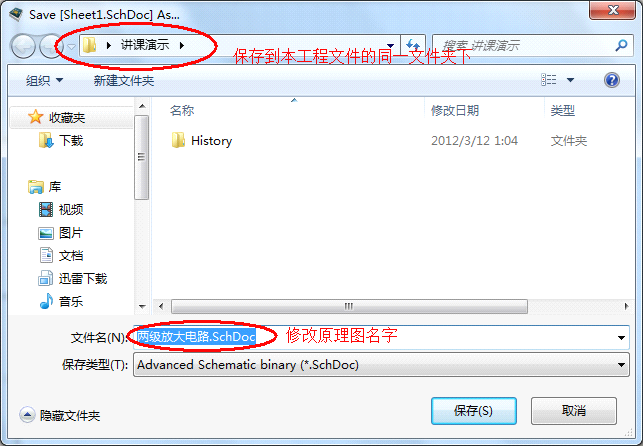 Save [Sheet1.SchDoc] As...
讲课演示
搜索 讲课演示
保存到本工程文件的同一文件夹下
组织
新建文件夹
收藏夹
下载
库
视频
图片
文档
迅雷下载
音乐
名称
修改日期
类型
History
2012/3/12 1:04
文件夹
文件名(N):
两级放大电路.SchDoc
修改原理图名字
保存类型(T):
Advanced Schematic binary (*.SchDoc)
隐藏文件夹
保存(S)
取消